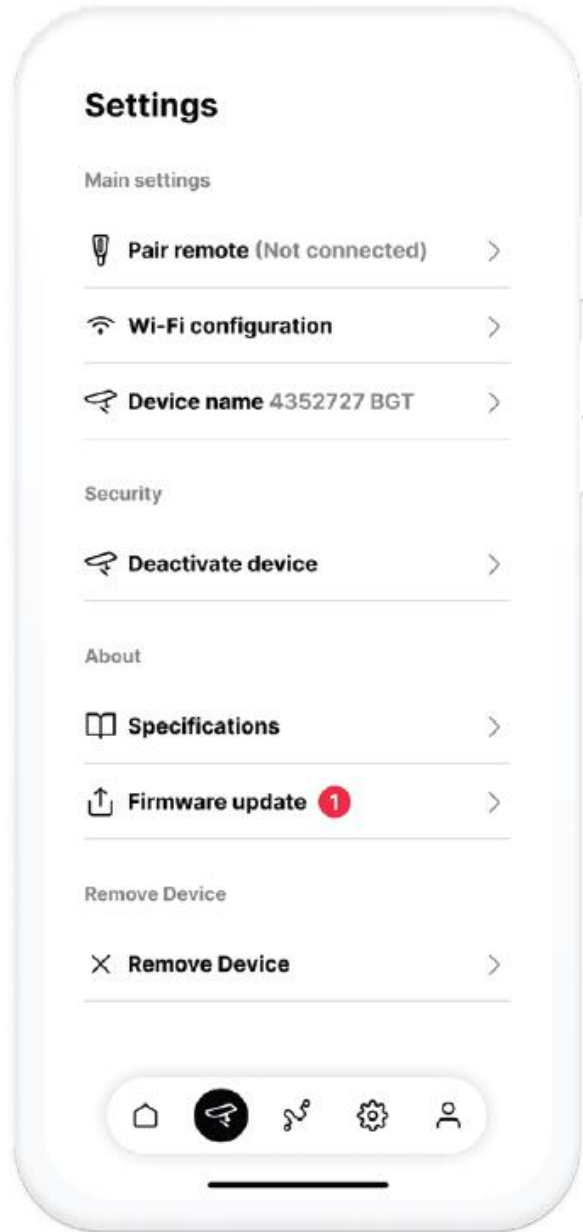 Settings
Main settings
Pair remote (Not connected)
Wi-Fi configuration
Device name 4352727 BGT
Security
Deactivate device
About
Specifications
Firmware update 1
Remove Device
Remove Device